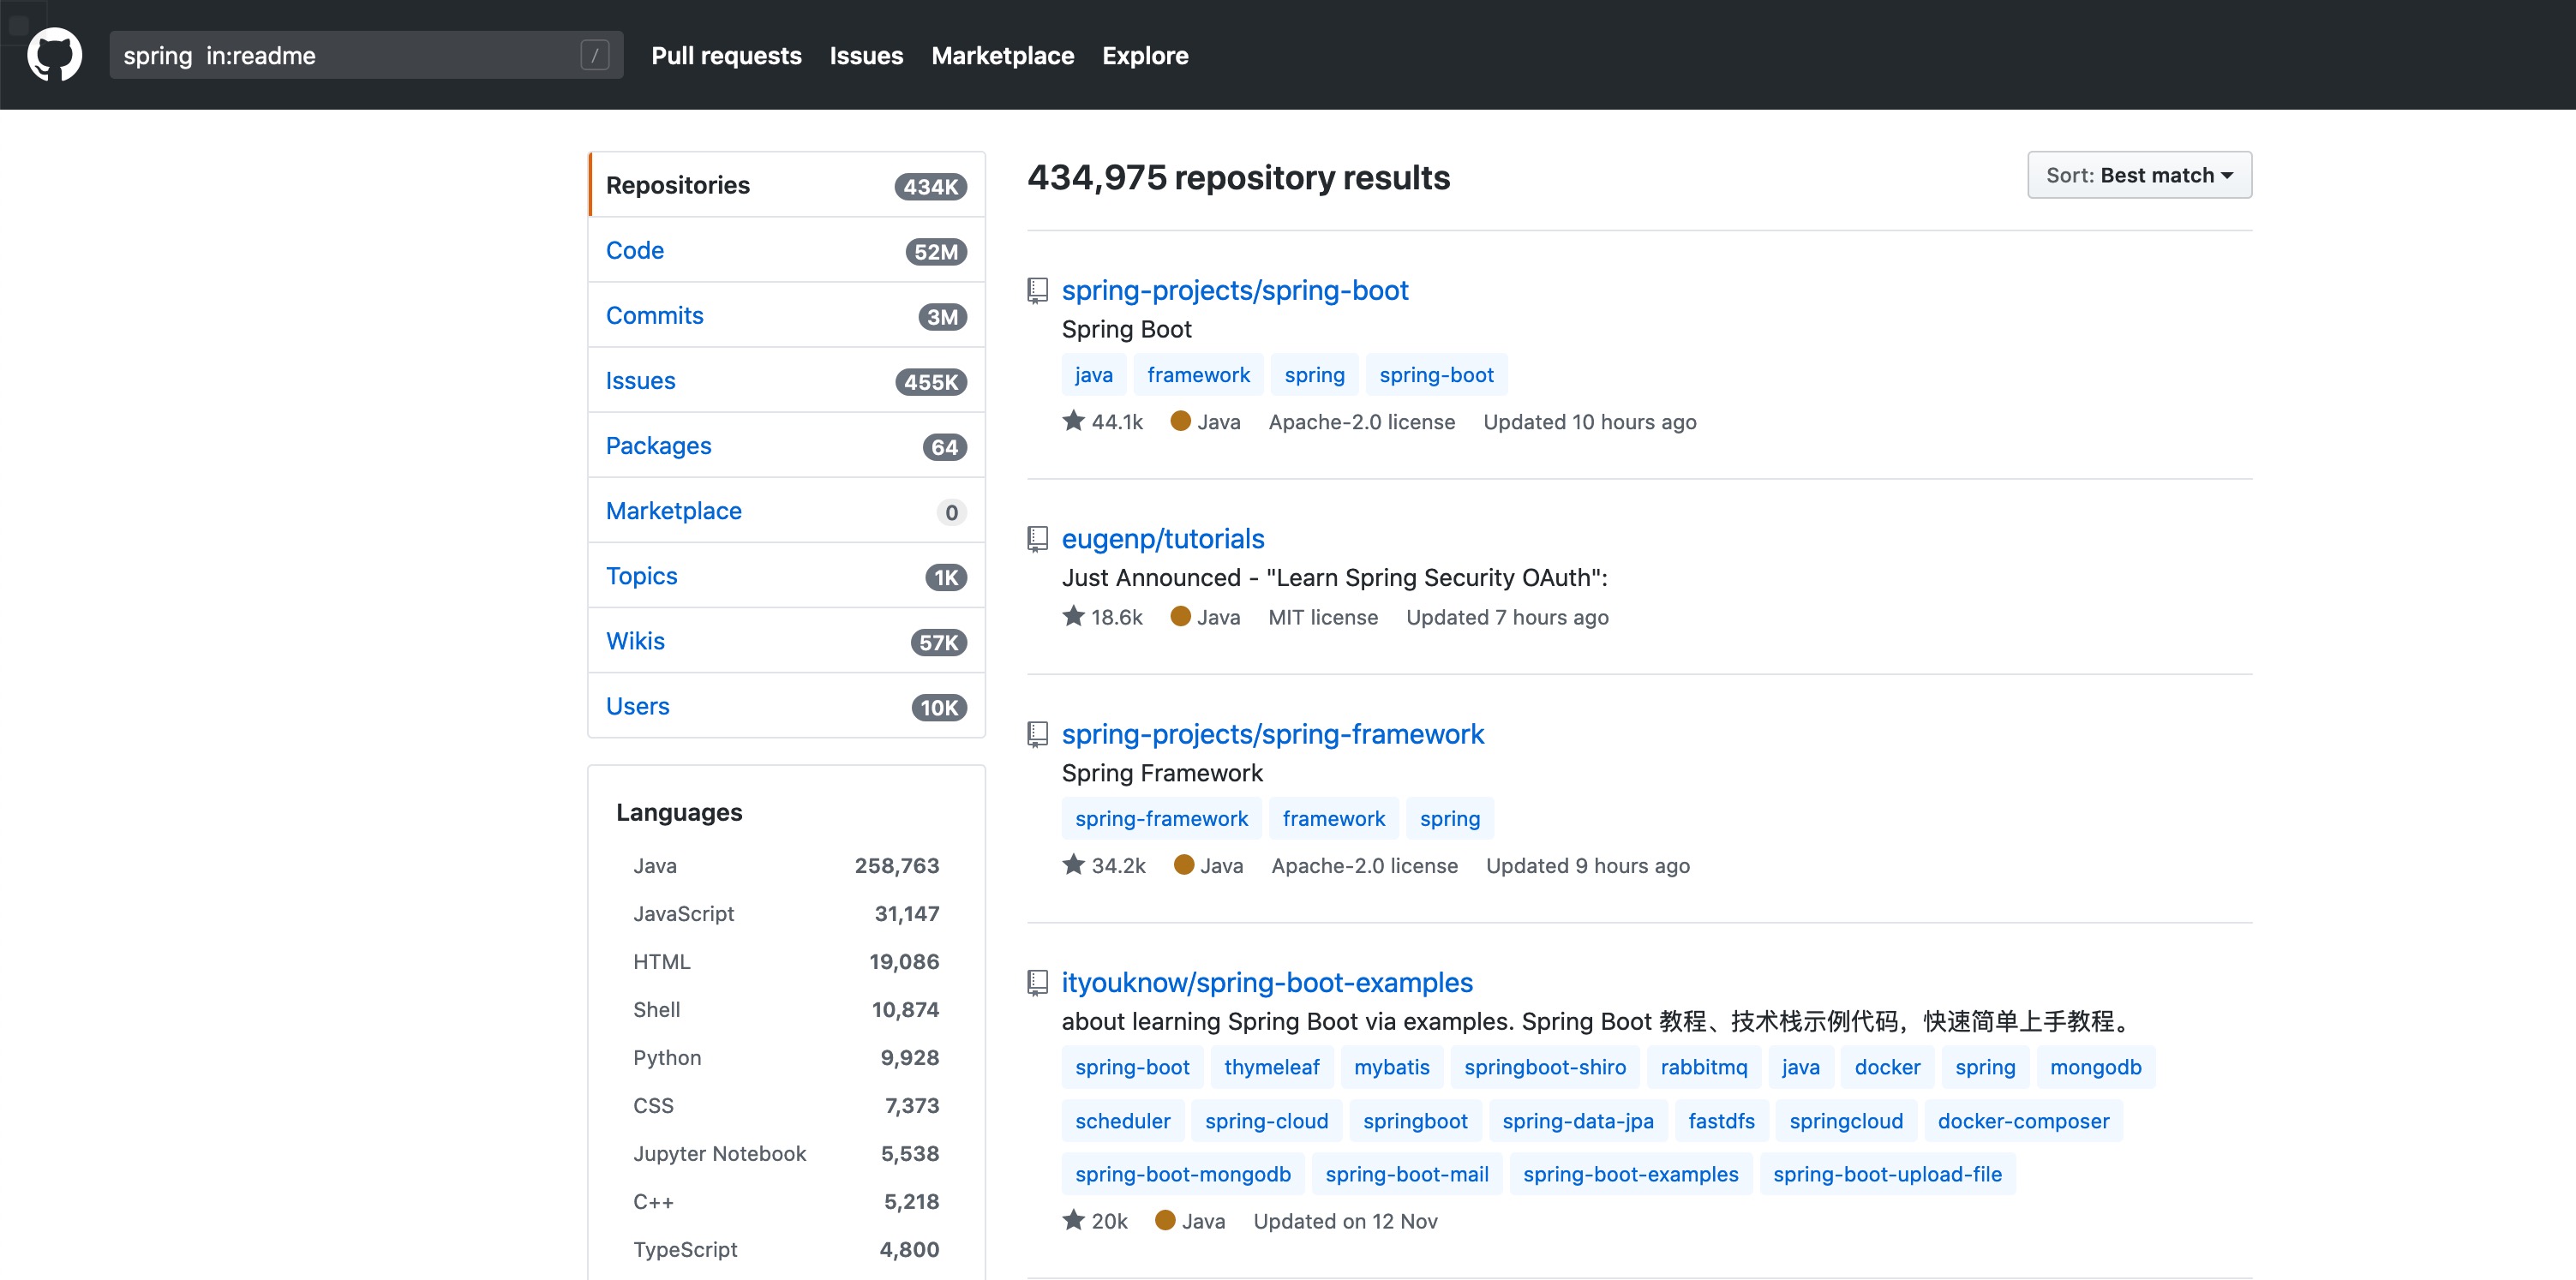 spring  in:readme
/
Pull requests Issues Marketplace Explore
Repositories 434K
Code 52M
Commits 3M
Issues 455K
Packages 64
Marketplace 0
Topics 1K
Wikis 57K
Users 10K
Languages
Java 258,763
JavaScript 31,147
HTML 19,086
Shell 10,874
Python 9,928
CSS 7,373
Jupyter Notebook 5,538
C++ 5,218
TypeScript 4,800
434,975 repository results
Sort: Best match
spring-projects/spring-boot
Spring Boot
java framework spring spring-boot
44.1k Java Apache-2.0 license Updated 10 hours ago
eugenp/tutorials
Just Announced - "Learn Spring Security OAuth":
18.6k Java MIT license Updated 7 hours ago
spring-projects/spring-framework
Spring Framework
spring-framework framework spring
34.2k Java Apache-2.0 license Updated 9 hours ago
ityouknow/spring-boot-examples
about learning Spring Boot via examples. Spring Boot 教程、技术栈示例代码，快速简单上手教程。
spring-boot thymeleaf mybatis springboot-shiro rabbitmq java docker spring mongodb
scheduler spring-cloud springboot spring-data-jpa fastdfs springcloud docker-composer
spring-boot-mongodb spring-boot-mail spring-boot-examples spring-boot-upload-file
20k Java Updated on 12 Nov